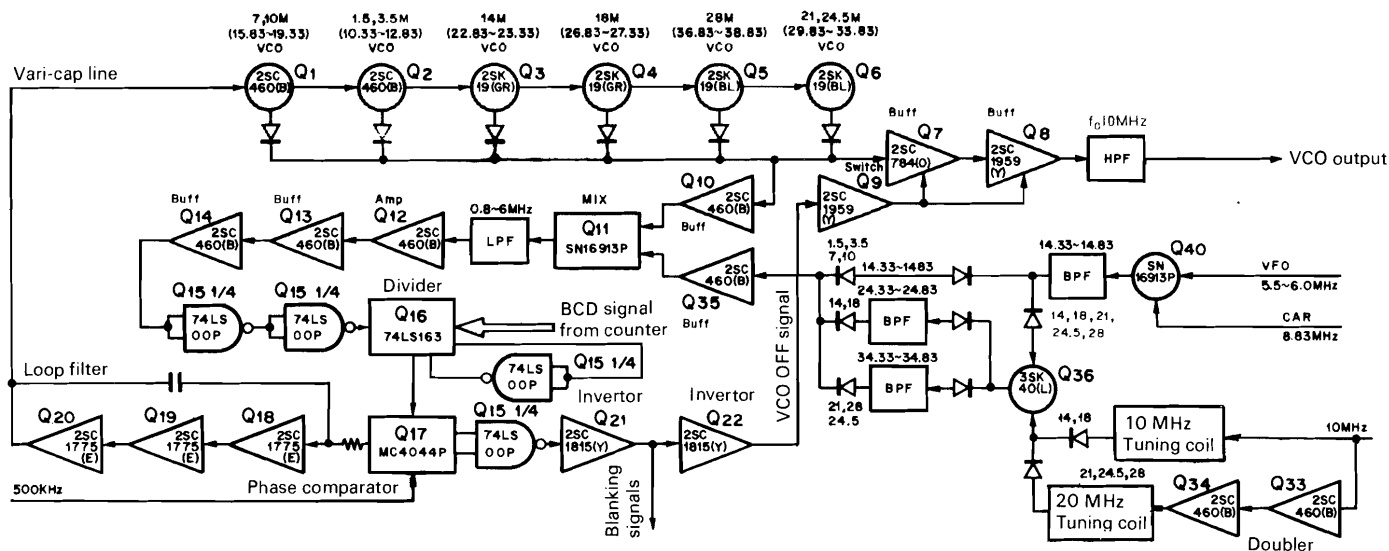 7,10M
(15.83~19.33)
VCO
1.5, 3.5M
(10.33~12.83)
VCO
14M
(22.83~23.33)
VCO
18M
(26.83~27.33)
VCO
28M
(36.83~38.83)
VCO
21, 24.5M
(29.83~33.83)
VCO
Vari-cap line
2SC
460(B)
Q1
2SC
460(B)
Q2
2SK
19(GR)
Q3
2SK
19(GR)
Q4
2SK
19(BL)
Q5
2SK
19(BL)
Q6
Buff
Q7
2SC
784(O)
Buff
Q8
2SC
1959
(Y)
fc10MHz
HPF
VCO output
Switch
Q9
2SC
1959
(Y)
Q10
2SC
460(B)
Buff
MIX
Q11
SN16913P
0.8~6MHz
LPF
Amp
Q12
2SC
460(B)
Buff
Q13
2SC
460(B)
Buff
Q14
2SC
460(B)
2SC
460(B)
Q35
Buff
1.5, 3.5
7, 10
14.33~1483
14.33~14.83
BPF
Q40
SN
16913P
VFO
5.5~6.0MHz
CAR
8.83MHz
24.33~24.83
14,18
BPF
14, 18, 21,
24.5, 28
34.33~34.83
BPF
21, 28
24.5
Q36
3SK
40(L)
Q15 1/4
74LS
00P
Q15 1/4
74LS
00P
Divider
Q16
74LS163
BCD signal
from counter
74LS
00P
Q15 1/4
VCO OFF signal
Loop filter
Q20
2SC
1775
(E)
Q19
2SC
1775
(E)
Q18
2SC
1775
(E)
Q17
MC4044P
Phase comparator
Q15 1/4
74LS
00P
Invertor
Q21
2SC
1815(Y)
Invertor
Q22
2SC
1815(Y)
500KHz
Blanking
signals
14,18
10 MHz
Tuning coil
10MHz
21, 24.5, 28
20 MHz
Tuning coil
Q34
2SC
460(B)
Q33
2SC
460(B)
Doubler